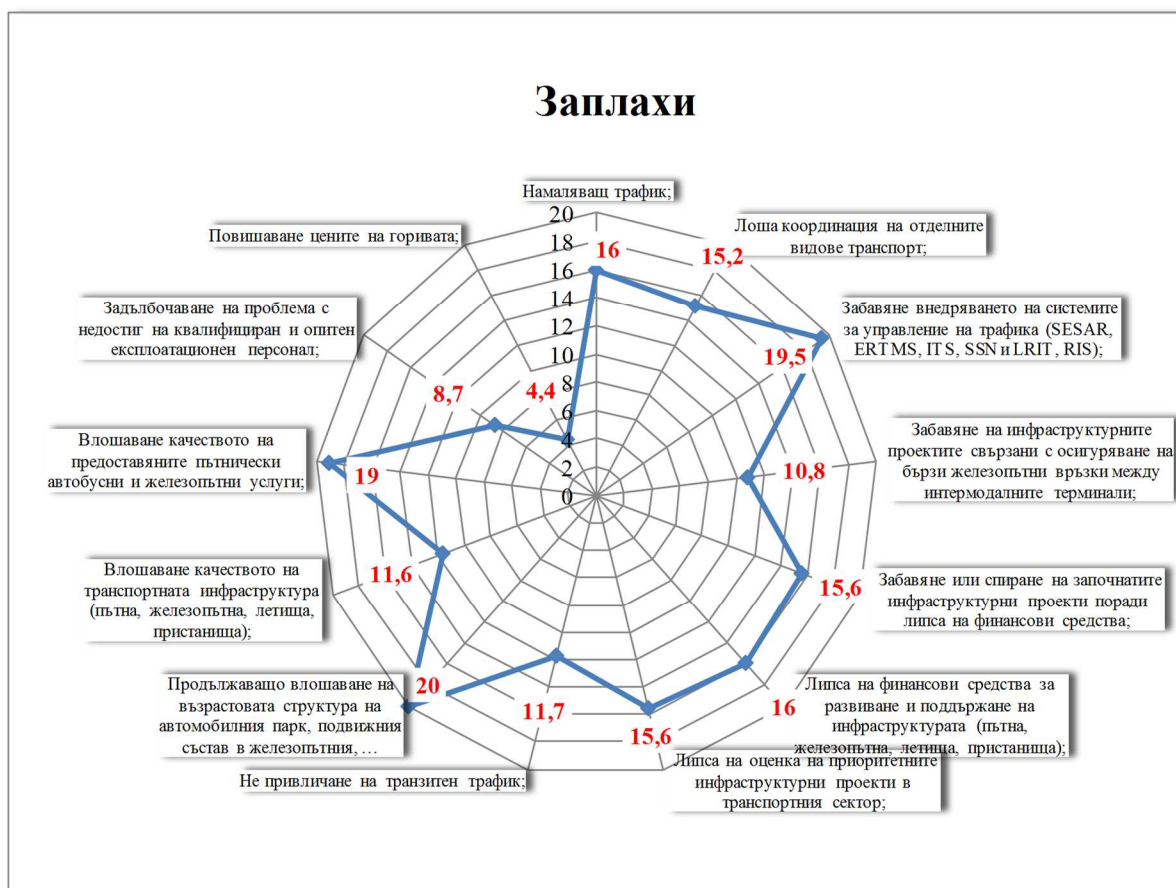 Заплахи
Намаляващ трафик;
20
18
16
14
12
10
8
6
4
2
0
16
Лоша координация на отделните
видове транспорт;
15,2
Забавяне внедряването на системите
за управление на трафика (SESAR,
ERTMS, ITS, SSN и LRIT, RIS);
19,5
Забавяне на инфраструктурните
проектите свързани с осигуряване на
бързи железопътни връзки между
интермодалните терминали;
10,8
Забавяне или спиране на започнатите
инфраструктурни проекти поради
липса на финансови средства;
15,6
Липса на финансови средства за
развиване и поддържане на
инфраструктурата (пътна,
железопътна, летища, пристанища);
16
Липса на оценка на приоритетните
инфраструктурни проекти в
транспортния сектор;
15,6
Не привличане на транзитен трафик;
11,7
Продължаващо влошаване на
възрастовата структура на
автомобилния парк, подвижния
състав в железопътния, …
20
Влошаване качеството на
транспортната инфраструктура
(пътна, железопътна, летища,
пристанища);
11,6
Влошаване качеството на
предоставяните пътнически
автобусни и железопътни услуги;
19
Задълбочаване на проблема с
недостиг на квалифициран и опитен
експлоатационен персонал;
8,7
Повишаване цените на горивата;
4,4